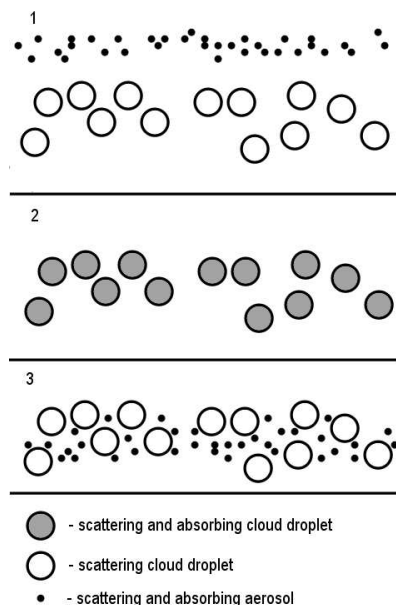 1
2
3
- scattering and absorbing cloud droplet
- scattering cloud droplet
- scattering and absorbing aerosol